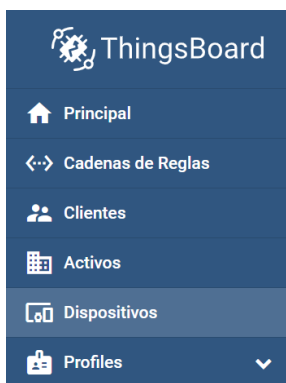 ThingsBoard
Principal
Cadenas de Reglas
Clientes
Activos
Dispositivos
Profiles